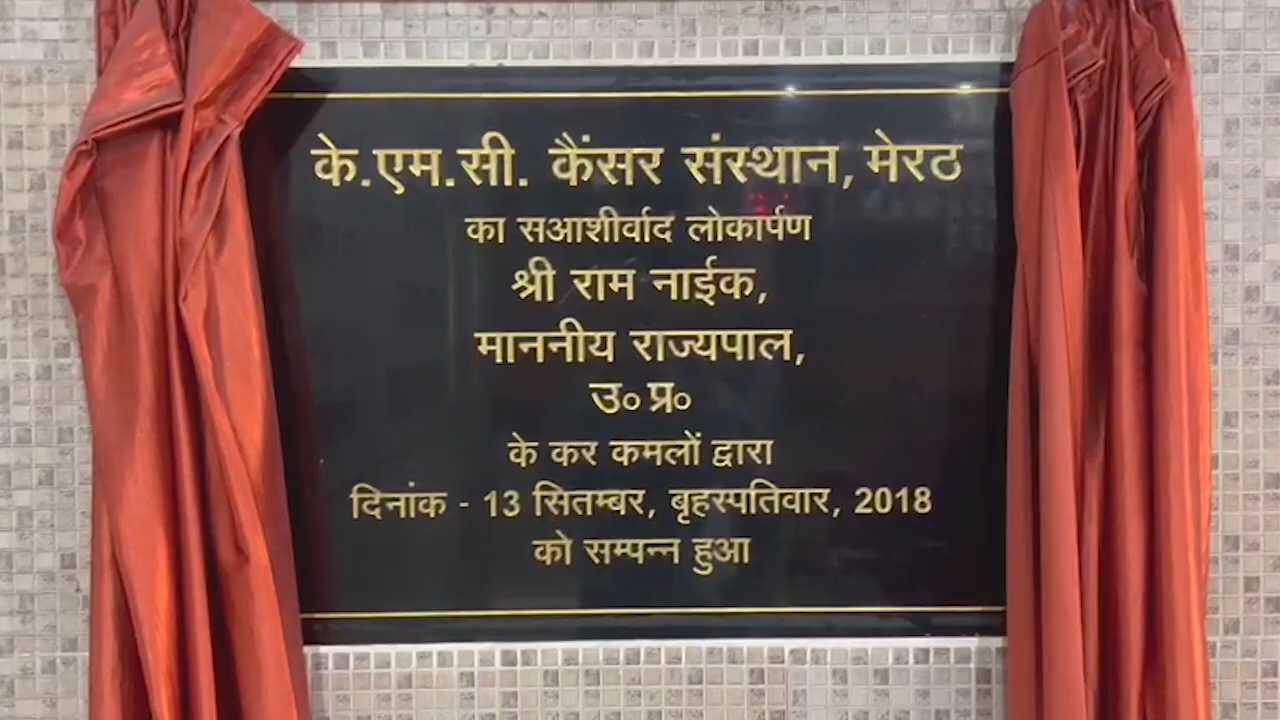 के.एम.सी. कैंसर संस्थान, मेरठ
का सआशीर्वाद लोकार्पण
श्री राम नाईक,
माननीय राज्यपाल,
उ० प्र०
के कर कमलों द्वारा
दिनांक - 13 सितम्बर, बृहस्पतिवार, 2018
को सम्पन्न हुआ